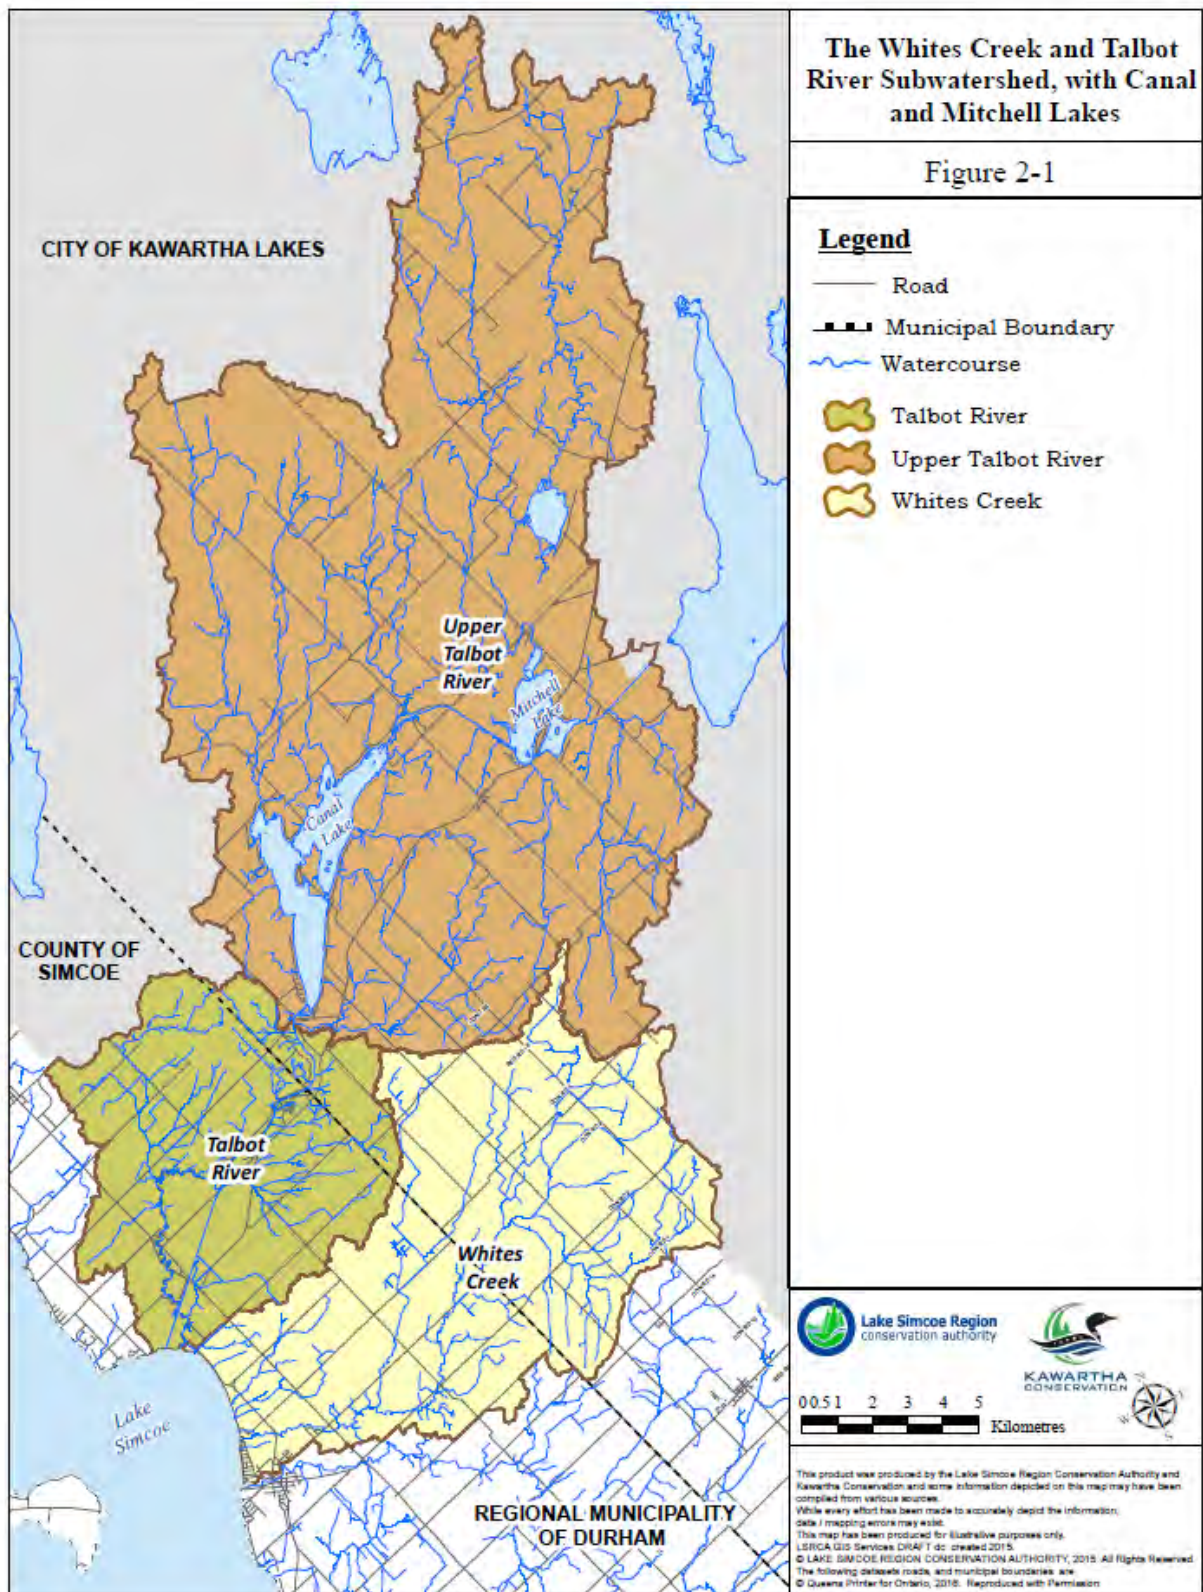 The Whites Creek and Talbot
River Subwatershed, with Canal
and Mitchell Lakes
Figure 2-1
Legend
Road
Municipal Boundary
Watercourse
Talbot River
Upper Talbot River
Whites Creek
CITY OF KAWARTHA LAKES
Upper
Talbot
River
Mitchell
Lake
Canal
Lake
COUNTY OF
SIMCOE
Talbot
River
Whites
Creek
Lake
Simcoe
REGIONAL MUNICIPALITY
OF DURHAM
Lake Simcoe Region
conservation authority
KAWARTHA
CONSERVATION
0 0.5 1 2 3 4 5
Kilometres
N
E
W
S
This product was produced by the Lake Simcoe Region Conservation Authority and
Kawartha Conservation and some information depicted on this map may have been
compiled from various sources.
While every effort has been made to accurately depict the information,
data / mapping errors may exist.
This map has been produced for illustrative purposes only.
LSRCA GIS Services DRAFT dc created 2015.
© LAKE SIMCOE REGION CONSERVATION AUTHORITY, 2015. All Rights Reserved
The following datasets roads, and municipal boundaries are
© Queens Printer for Ontario, 2016. Reproduced with Permission